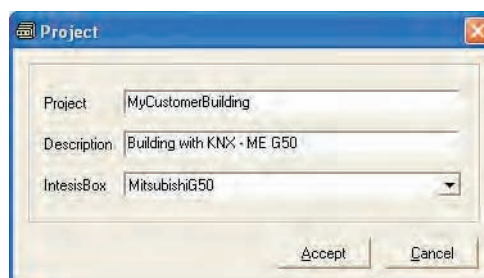 Project
Project MyCustomerBuilding
Description Building with KNX - ME G50
IntesisBox MitsubishiG50
Accept Cancel